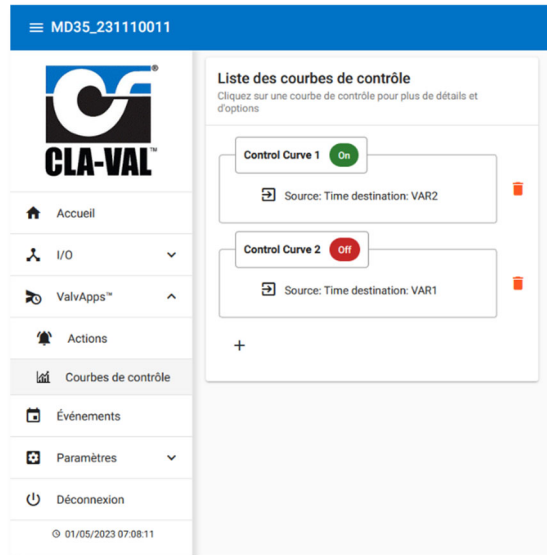 MD35_231110011
CLA-VAL™
Accueil
I/O
ValvApps™
Actions
Courbes de contrôle
Événements
Paramètres
Déconnexion
01/05/2023 07:08:11
Liste des courbes de contrôle
Cliquez sur une courbe de contrôle pour plus de détails et
d'options
Control Curve 1 On
Source: Time destination: VAR2
Control Curve 2 Off
Source: Time destination: VAR1
+